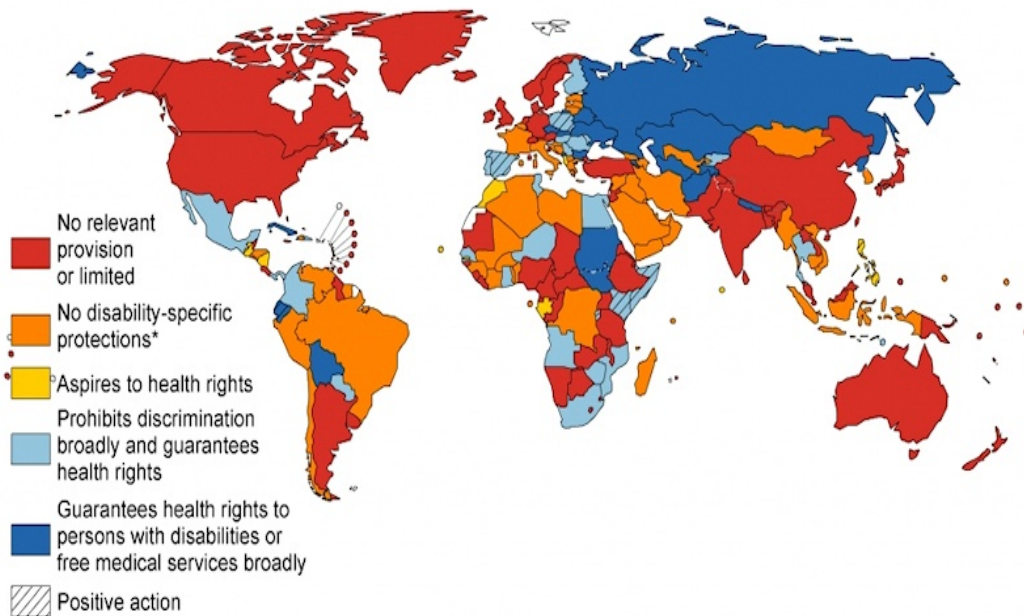 No relevant
provision
or limited
No disability-specific
protections*
Aspires to health rights
Prohibits discrimination
broadly and guarantees
health rights
Guarantees health rights to
persons with disabilities or
free medical services broadly
Positive action